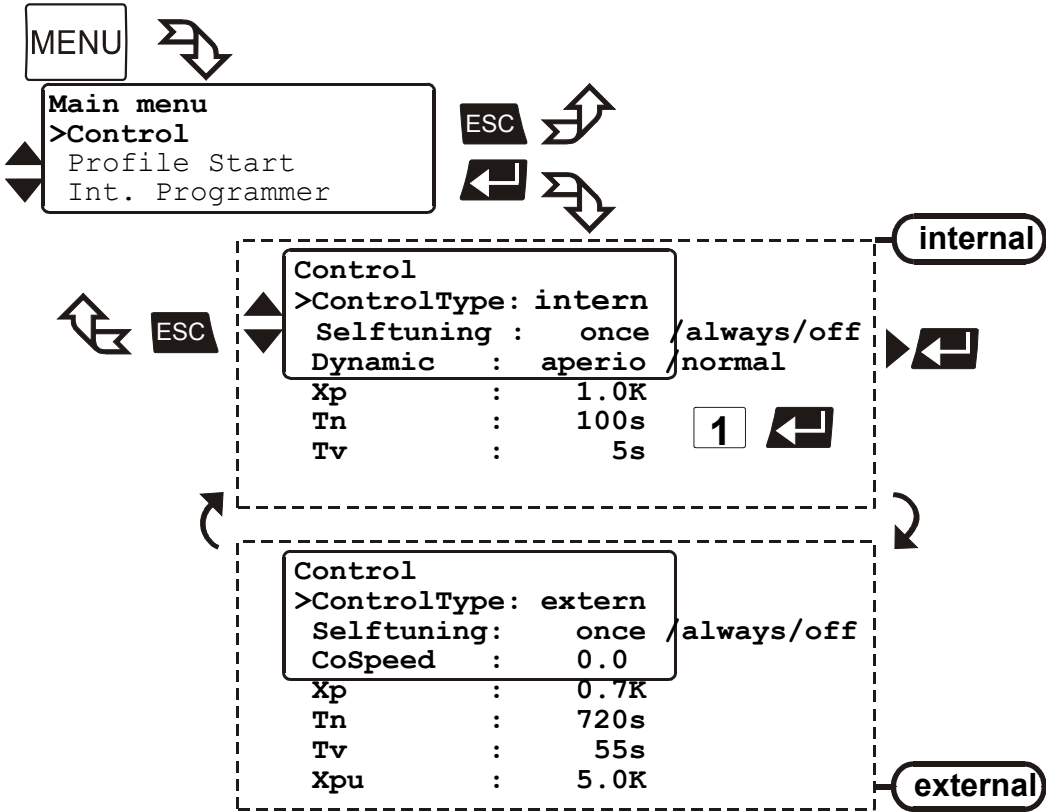 MENU
Main menu
>Control
Profile Start
Int. Programmer
ESC
internal
Control
>ControlType: intern
Selftuning : once /always/off
Dynamic : aperio /normal
Xp : 1.0K
Tn : 100s
Tv : 5s
ESC
1
Control
>ControlType: extern
Selftuning: once /always/off
CoSpeed : 0.0
Xp : 0.7K
Tn : 720s
Tv : 55s
Xpu : 5.0K
external